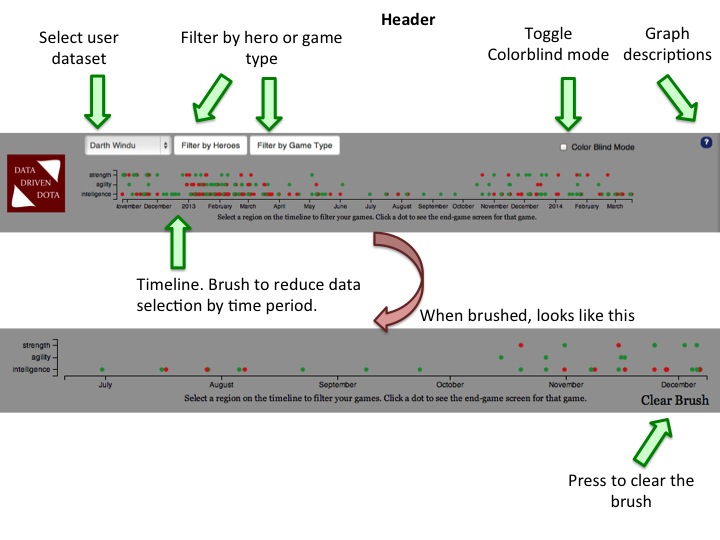 Header
Select user
dataset
Filter by hero or game
type
Toggle
Colorblind mode
Graph
descriptions
Darth Windu
Filter by Heroes
Filter by Game Type
Color Blind Mode
?
DATA
DRIVEN
DOTA
strength
agility
intelligence
November December 2013 February March April May June July August September October November December 2014 February March
Select a region on the timeline to filter your games. Click a dot to see the end-game screen for that game.
Timeline. Brush to reduce data
selection by time period.
When brushed, looks like this
strength
agility
intelligence
July August September October November December
Select a region on the timeline to filter your games. Click a dot to see the end-game screen for that game.
Clear Brush
Press to clear the
brush